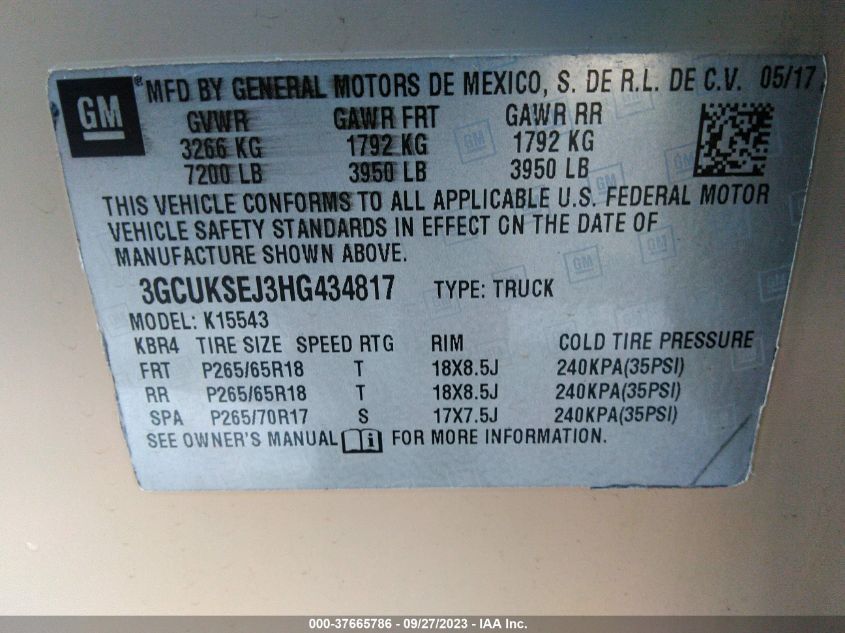 GM
® MFD BY GENERAL MOTORS DE MEXICO, S. DE R.L. DE C.V. 05/17
GVWR GAWR FRT GAWR RR
3266 KG 1792 KG 1792 KG
7200 LB 3950 LB 3950 LB
THIS VEHICLE CONFORMS TO ALL APPLICABLE U.S. FEDERAL MOTOR
VEHICLE SAFETY STANDARDS IN EFFECT ON THE DATE OF
MANUFACTURE SHOWN ABOVE.
3GCUKSEJ3HG434817 TYPE: TRUCK
MODEL: K15543
KBR4 TIRE SIZE SPEED RTG RIM COLD TIRE PRESSURE
FRT P265/65R18 T 18X8.5J 240KPA(35PSI)
RR P265/65R18 T 18X8.5J 240KPA(35PSI)
SPA P265/70R17 S 17X7.5J 240KPA(35PSI)
SEE OWNER'S MANUAL FOR MORE INFORMATION.
000-37665786 - 09/27/2023 - IAA Inc.